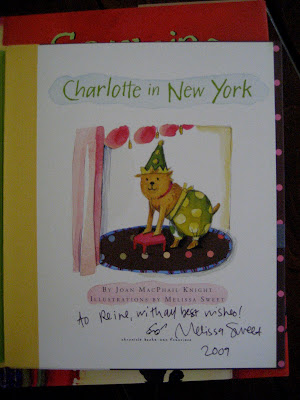 Charlotte in New York
BY JOAN MACPHAIL KNIGHT
ILLUSTRATIONS BY MELISSA SWEET
to Reine, with all best wishes!
Melissa Sweet
chronicle books san francisco
2009